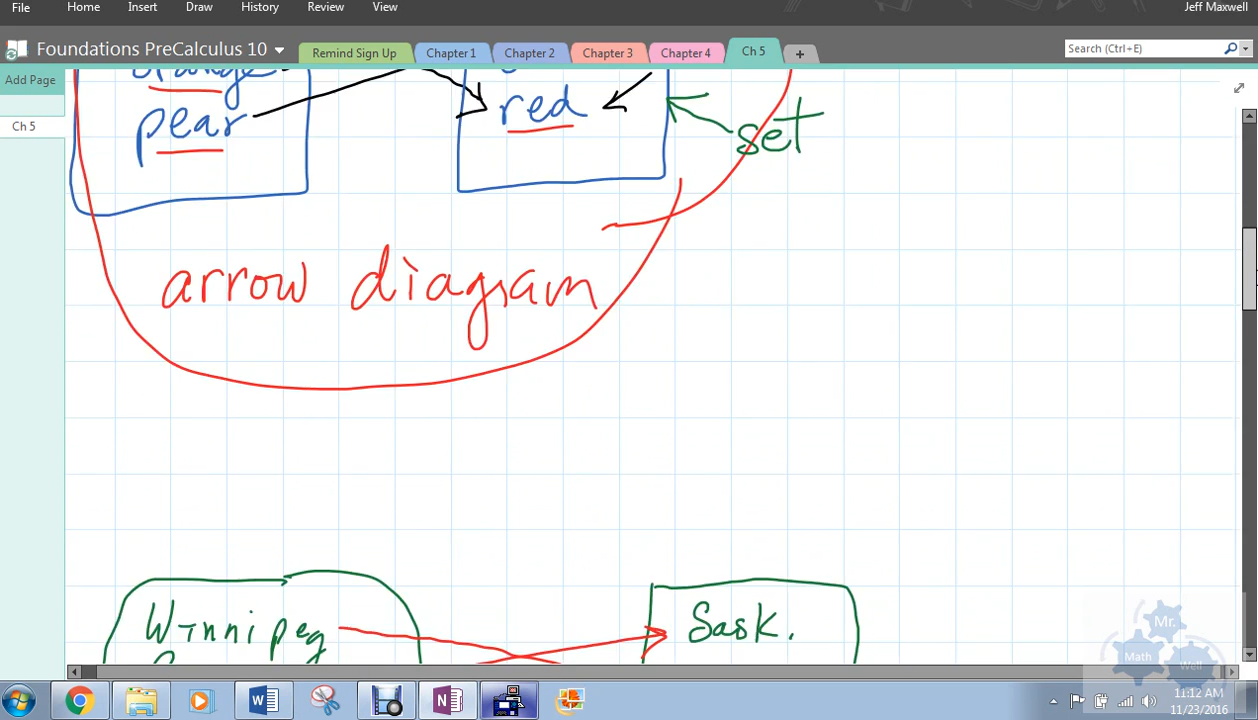 File Home Insert Draw History Review View Jeff Maxwell
Foundations PreCalculus 10 Remind Sign Up Chapter 1 Chapter 2 Chapter 3 Chapter 4 Ch 5 Search (Ctrl+E)
Add Page
Ch 5
orange
pear
red
set
arrow diagram
Winnipeg
Sask.
Mr.
Math
Well
11:12 AM
11/23/2016